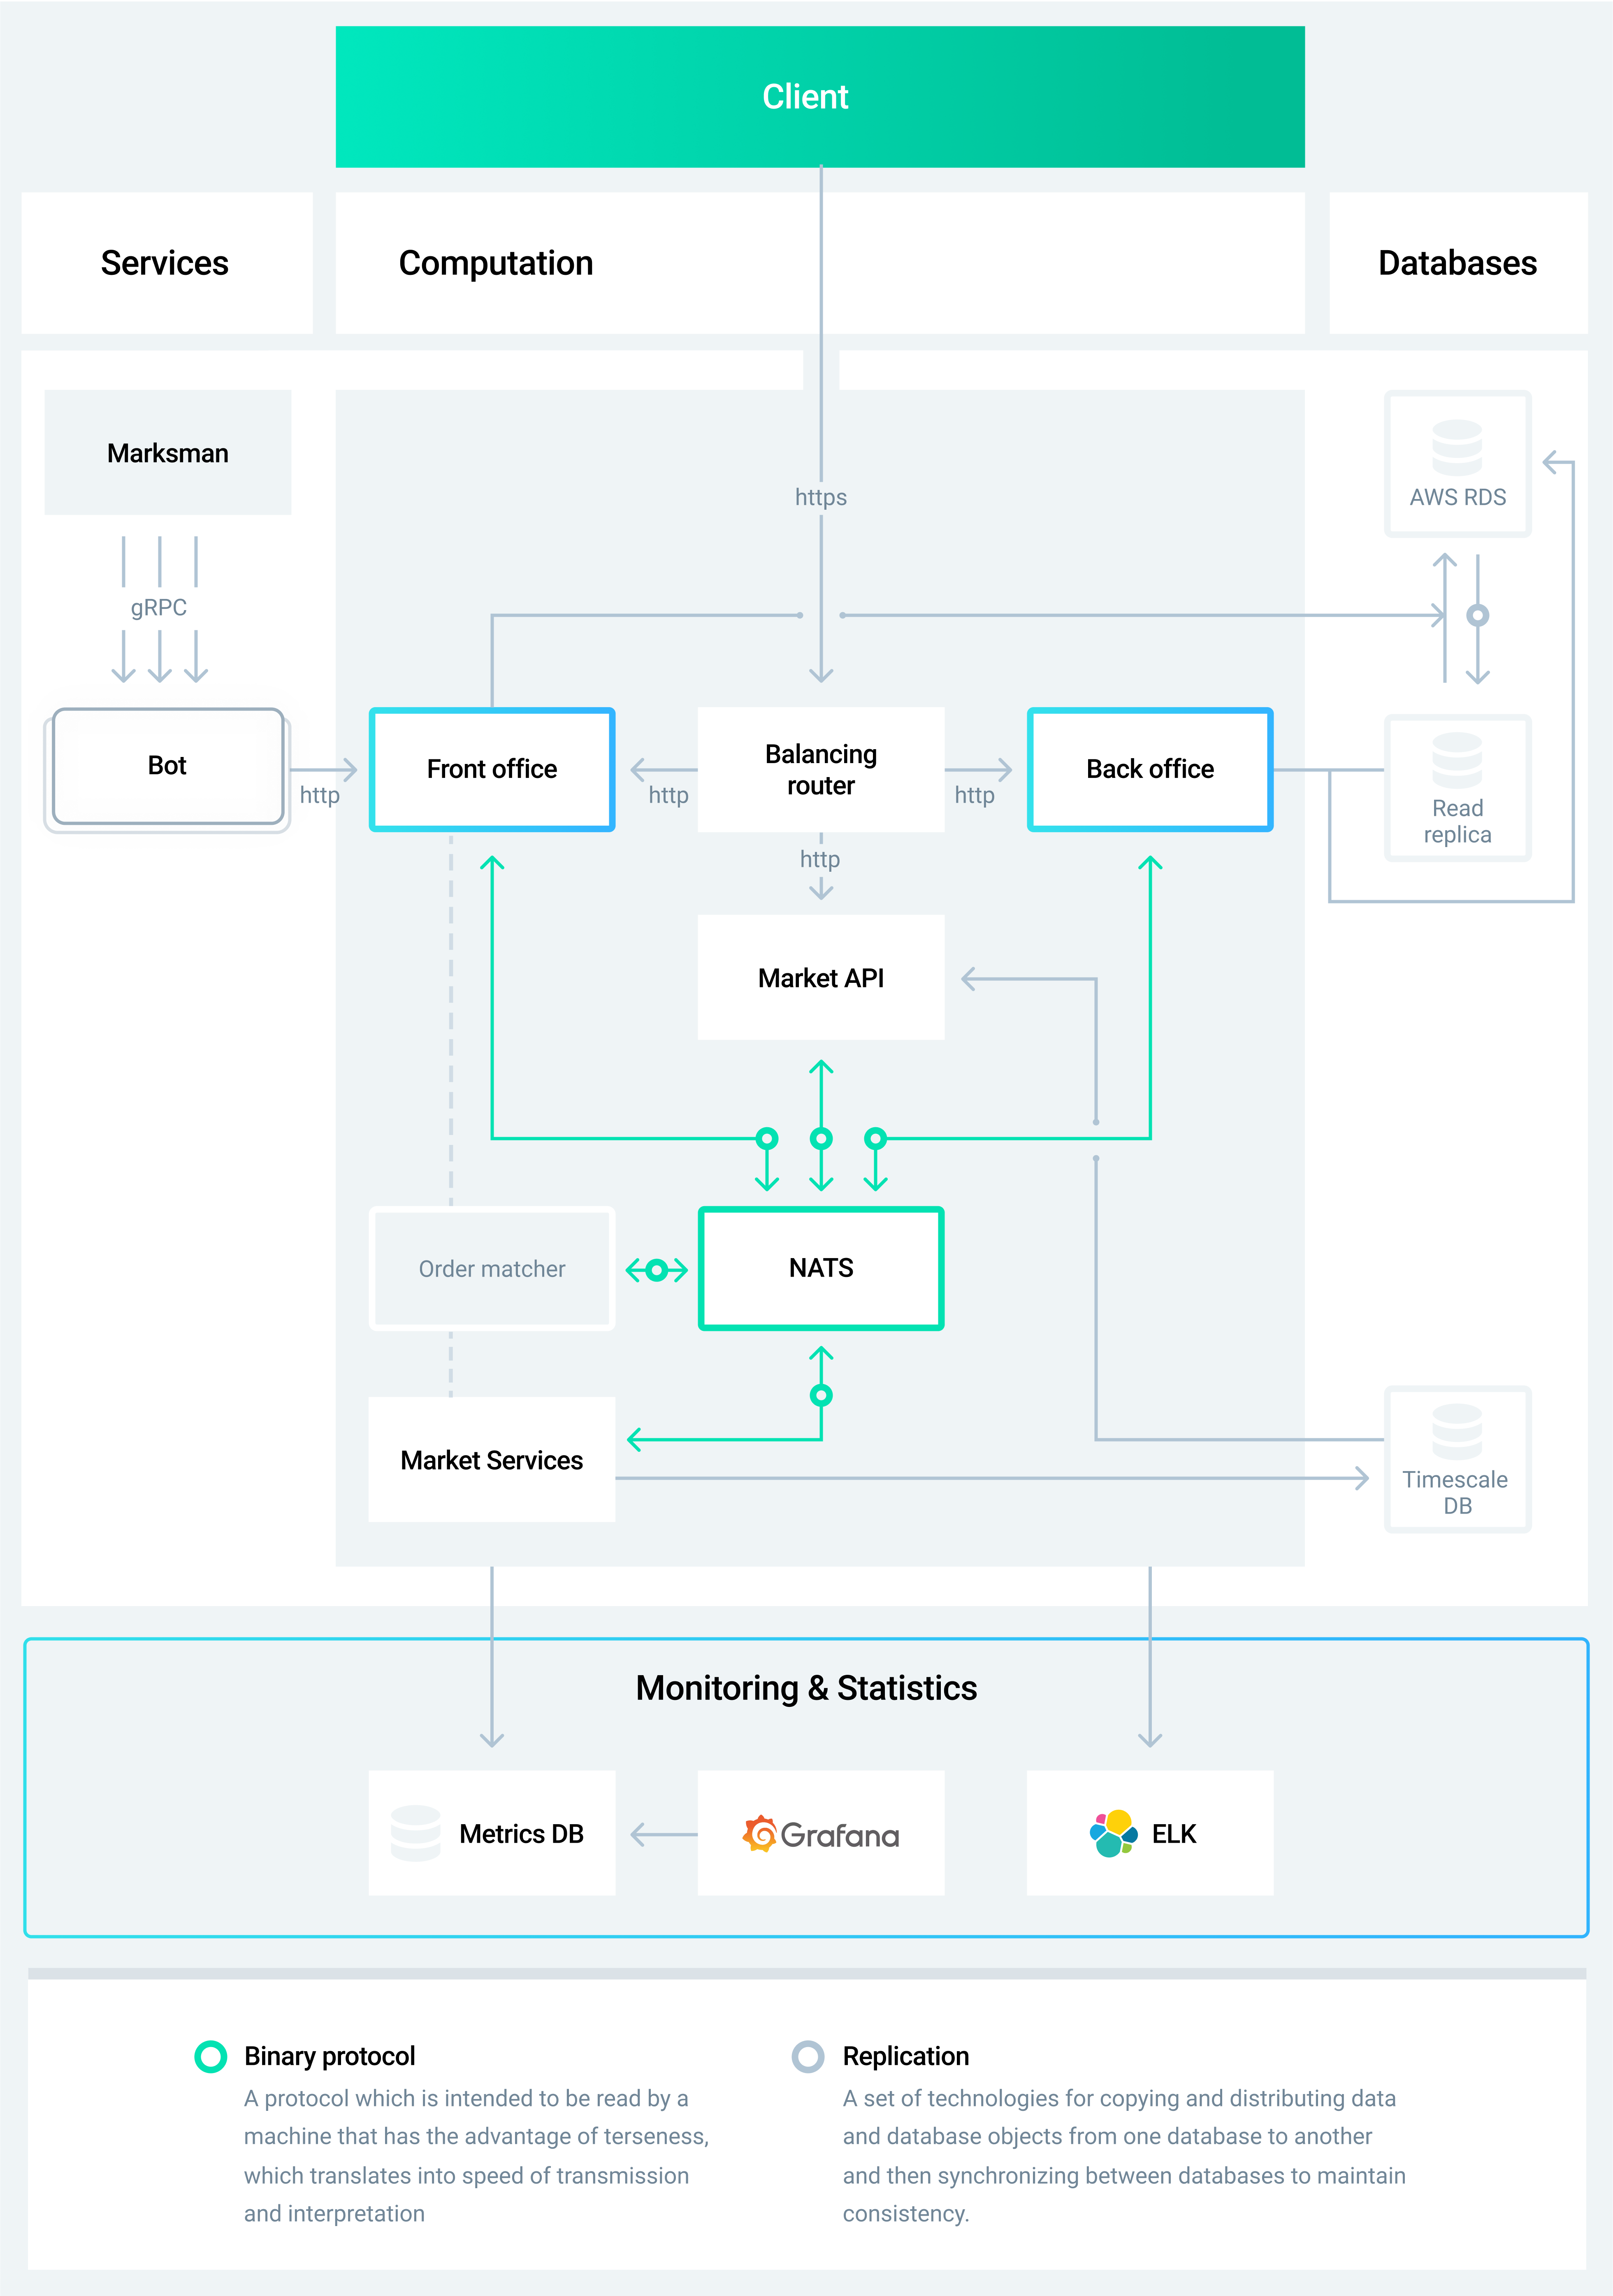 Client
Services
Computation
Databases
Marksman
AWS RDS
https
gRPC
Bot
http
Front office
http
Balancing
router
http
Back office
Read
replica
http
Market API
Order matcher
NATS
Market Services
Timescale
DB
Monitoring & Statistics
Metrics DB
Grafana
ELK
Binary protocol
A protocol which is intended to be read by a
machine that has the advantage of terseness,
which translates into speed of transmission
and interpretation
Replication
A set of technologies for copying and distributing data
and database objects from one database to another
and then synchronizing between databases to maintain
consistency.